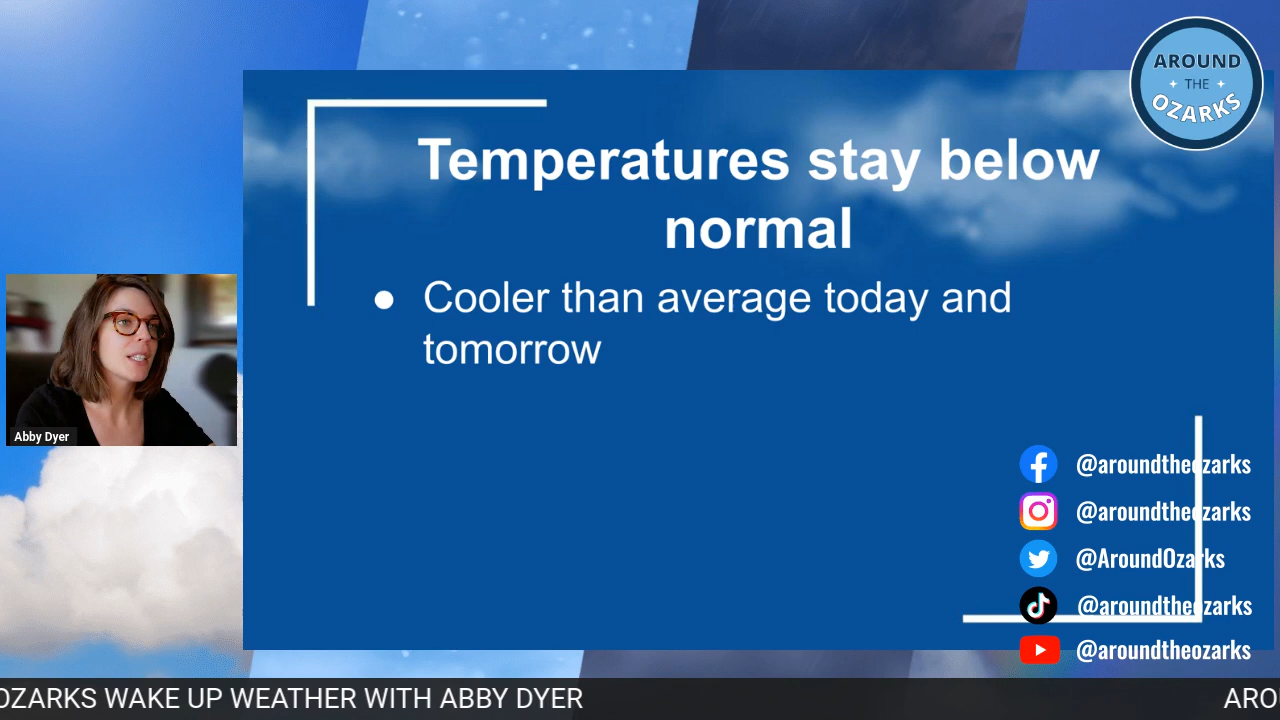 AROUND
THE
OZARKS
Temperatures stay below
normal
● Cooler than average today and
tomorrow
Abby Dyer
@aroundtheozarks
@aroundtheozarks
@AroundOzarks
@aroundtheozarks
@aroundtheozarks
OZARKS WAKE UP WEATHER WITH ABBY DYER ARO